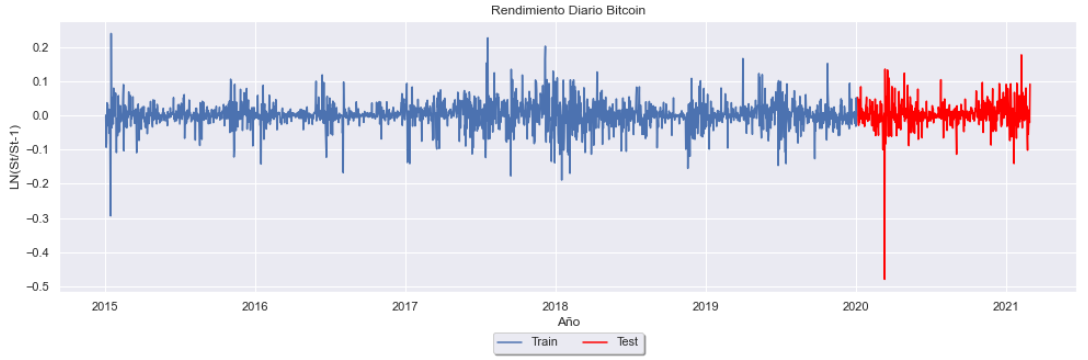 Rendimiento Diario Bitcoin
LN(St/St-1)
0.2
0.1
0.0
−0.1
−0.2
−0.3
−0.4
−0.5
2015 2016 2017 2018 2019 2020 2021
Año
Train Test